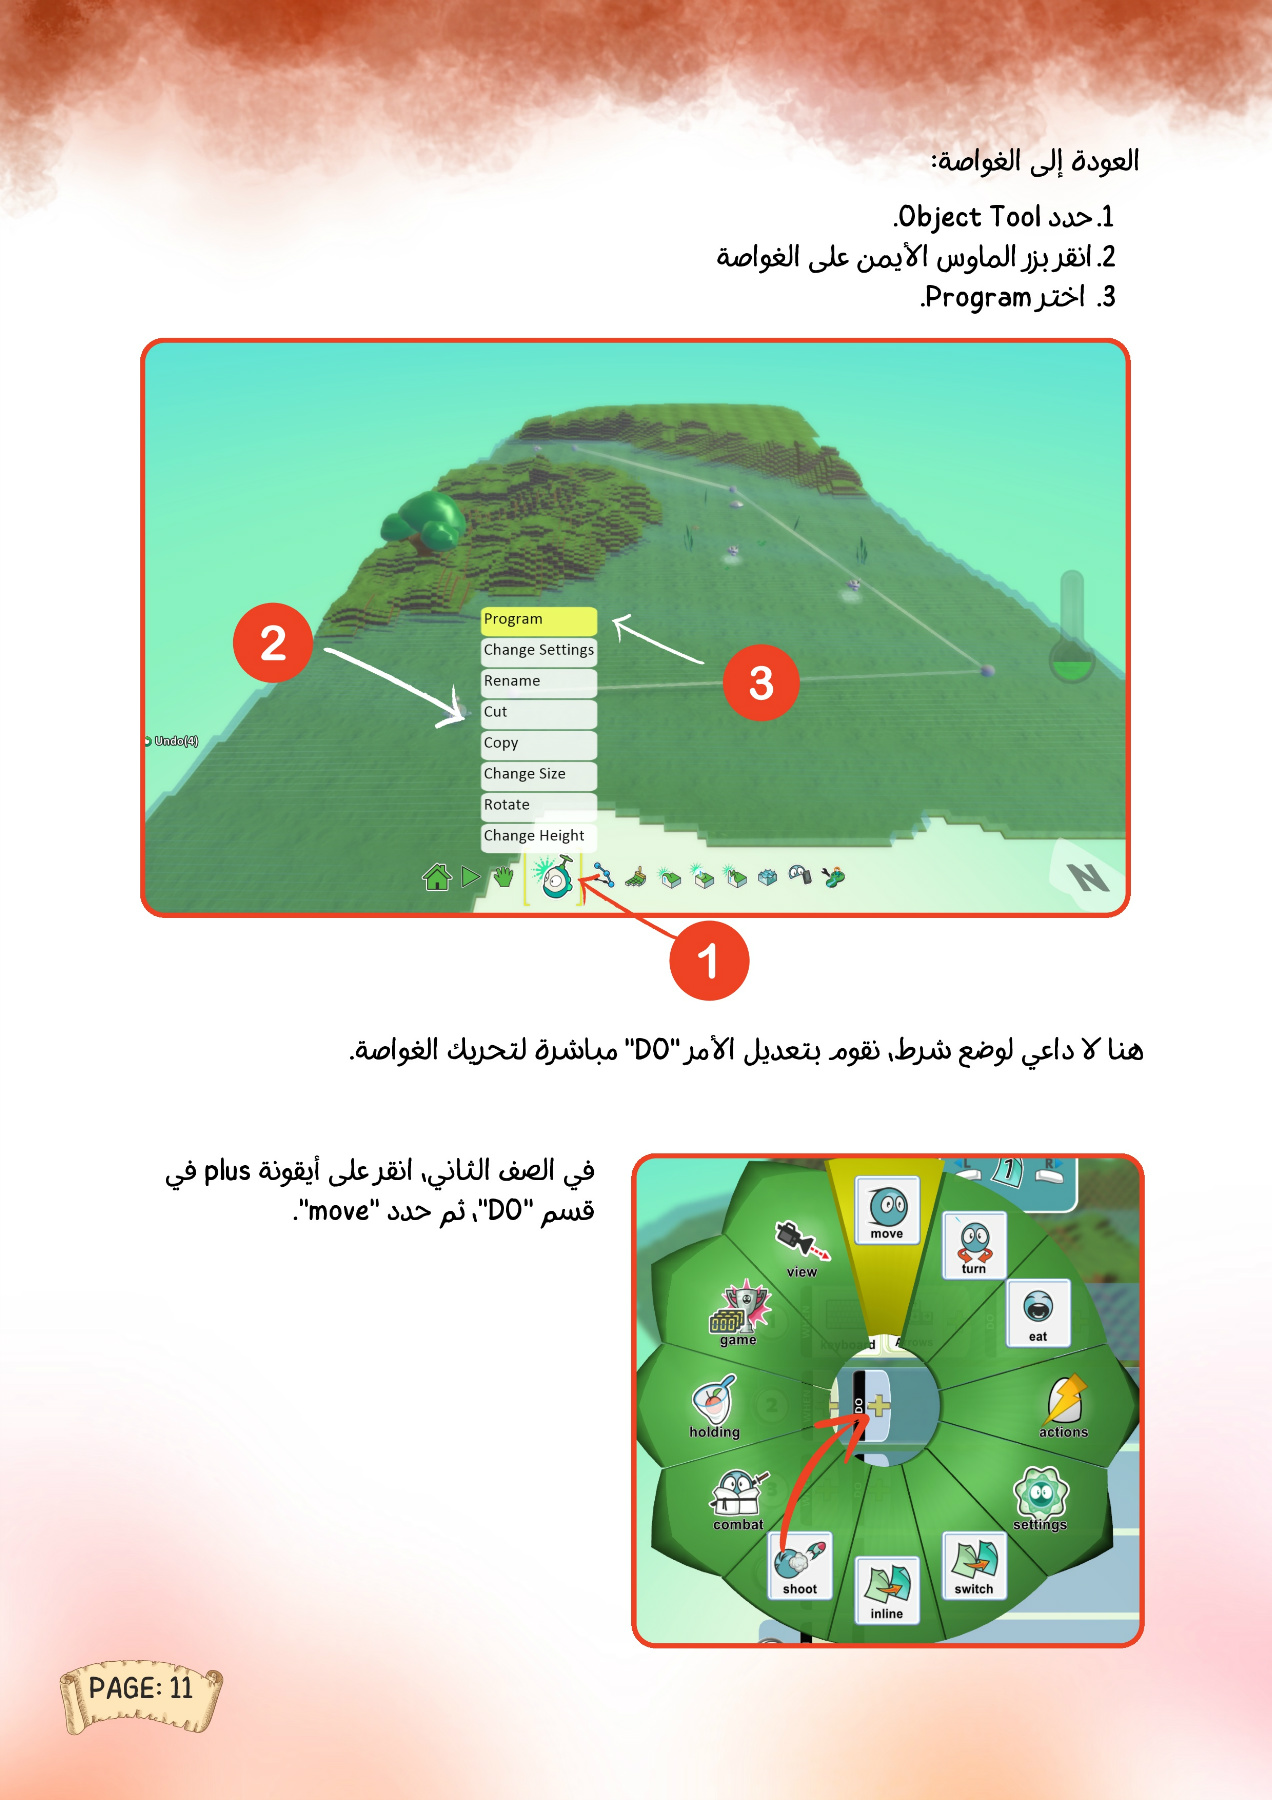 العودة إلى الغواصة:
1. حدد Object Tool.
2. انقر بزر الماوس الأيمن على الغواصة
3. اختر Program.
Program
Change Settings
Rename
Cut
Copy
Change Size
Rotate
Change Height
2
3
Undo(4)
N
1
هنا لا داعي لوضع شرط، نقوم بتعديل الأمر "DO" مباشرة لتحريك الغواصة.
في الصف الثاني، انقر على أيقونة plus في
قسم "DO"، ثم حدد "move".
L 1 R
move
turn
view
eat
game
holding
DO
actions
combat
settings
shoot
inline
switch
PAGE: 11